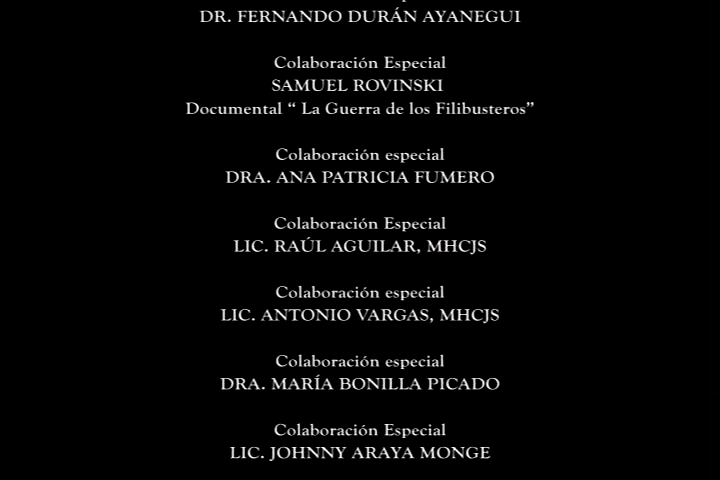 DR. FERNANDO DURÁN AYANEGUI
Colaboración Especial
SAMUEL ROVINSKI
Documental “ La Guerra de los Filibusteros”
Colaboración especial
DRA. ANA PATRICIA FUMERO
Colaboración Especial
LIC. RAÚL AGUILAR, MHCJS
Colaboración especial
LIC. ANTONIO VARGAS, MHCJS
Colaboración especial
DRA. MARÍA BONILLA PICADO
Colaboración Especial
LIC. JOHNNY ARAYA MONGE